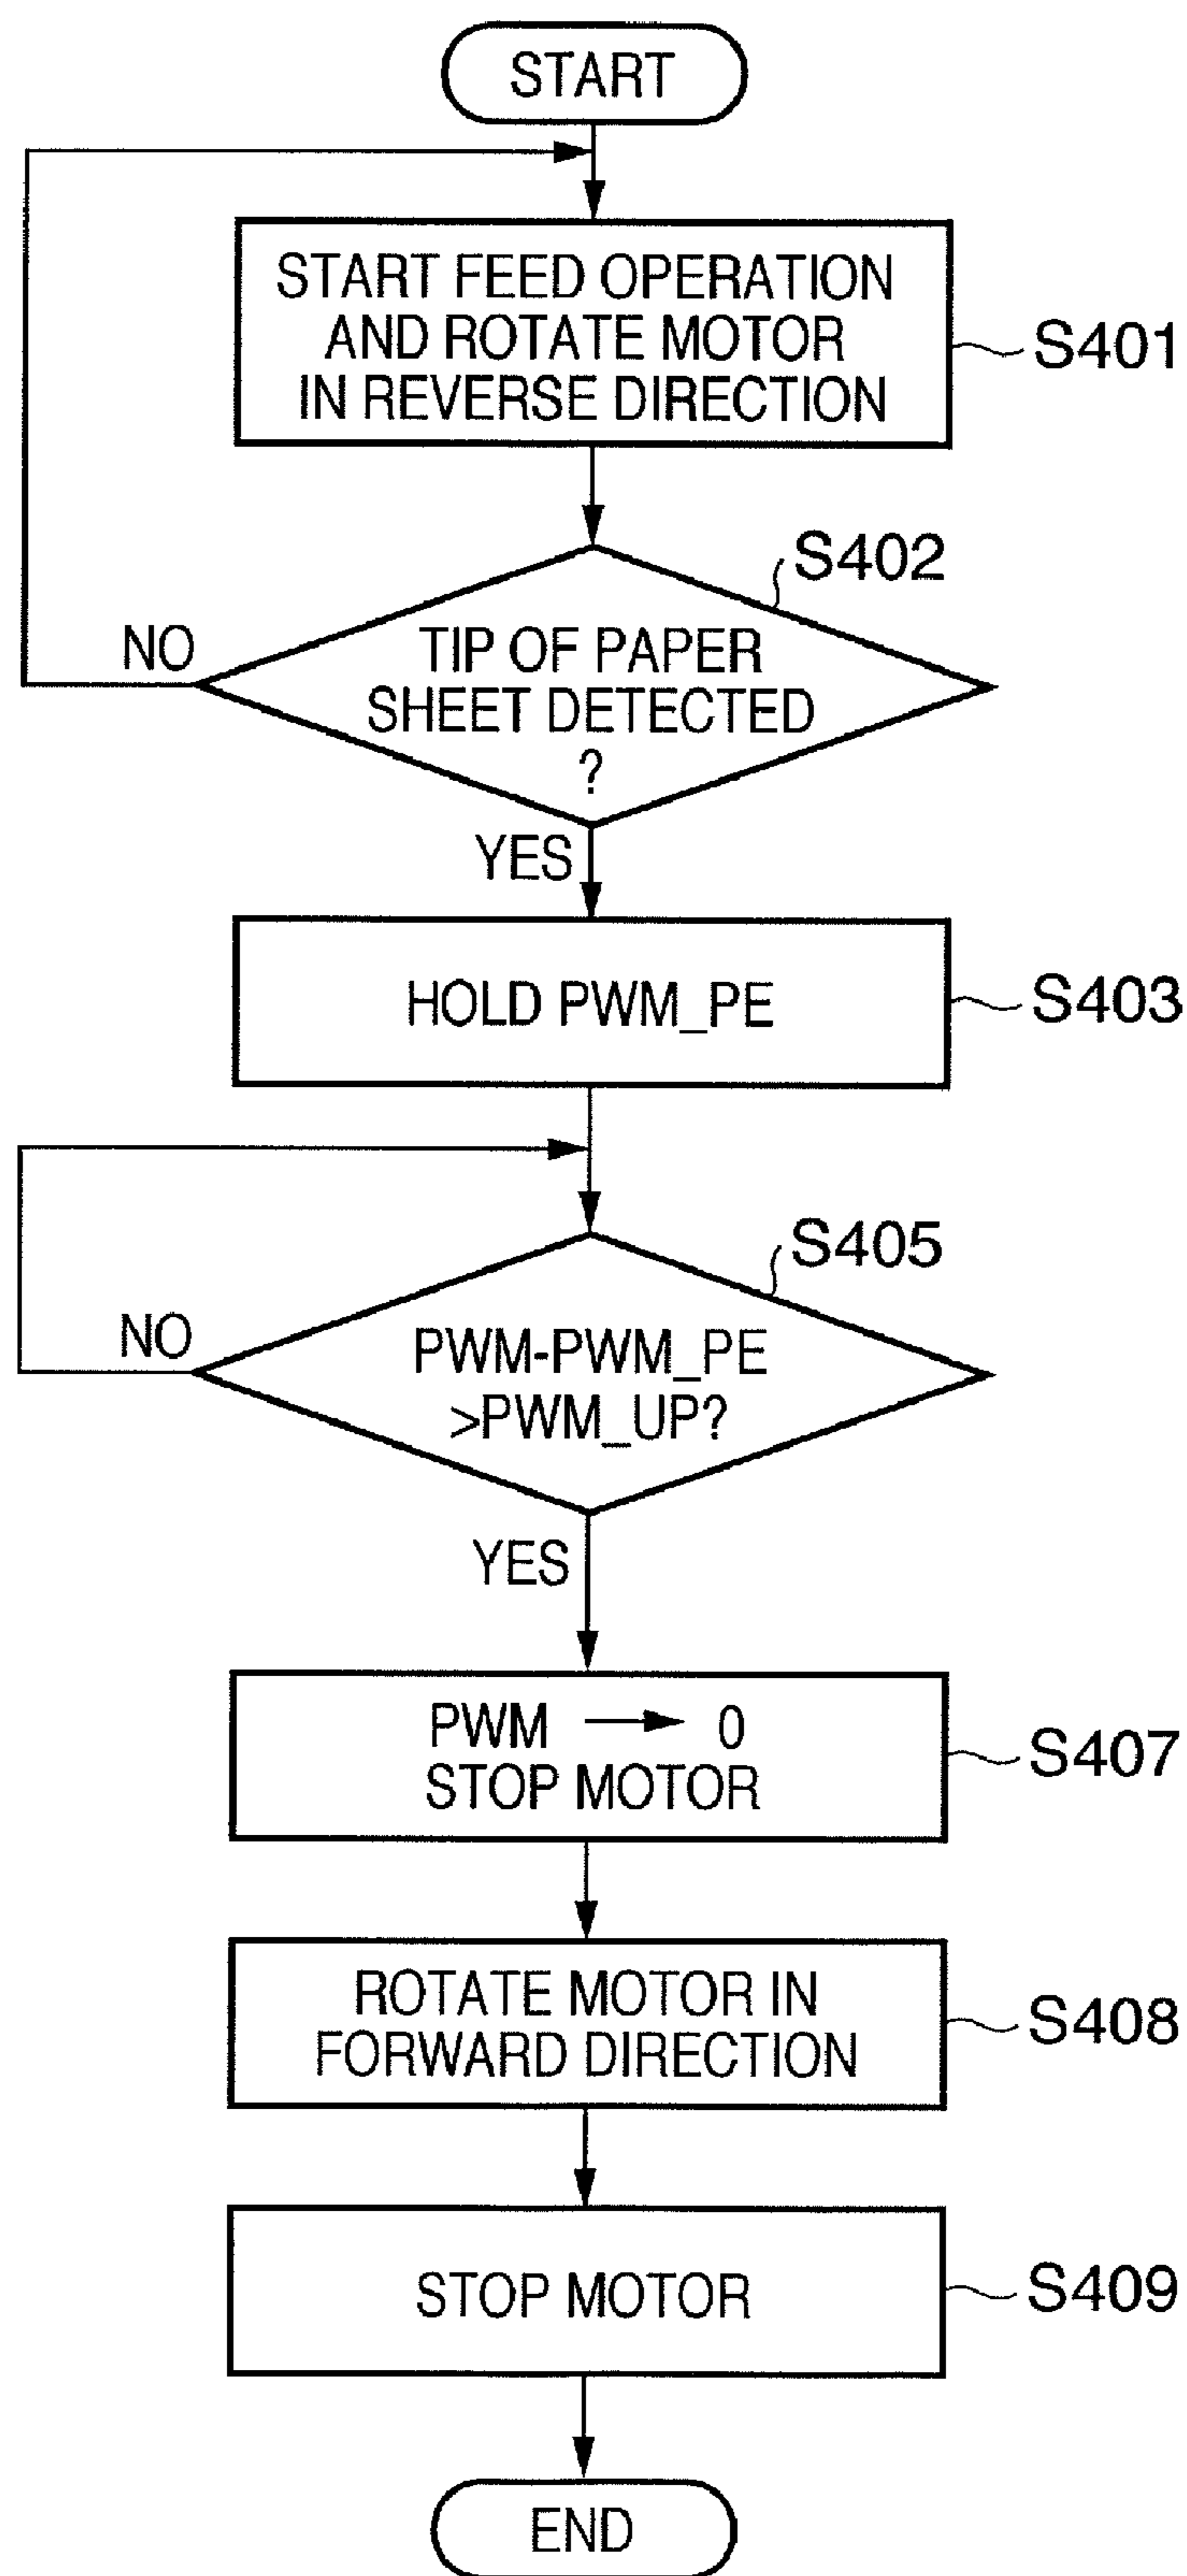 START
START FEED OPERATION
AND ROTATE MOTOR
IN REVERSE DIRECTION
S401
S402
NO
TIP OF PAPER
SHEET DETECTED
?
YES
HOLD PWM_PE
S403
S405
NO
PWM-PWM_PE
>PWM_UP?
YES
PWM → 0
STOP MOTOR
S407
ROTATE MOTOR IN
FORWARD DIRECTION
S408
STOP MOTOR
S409
END